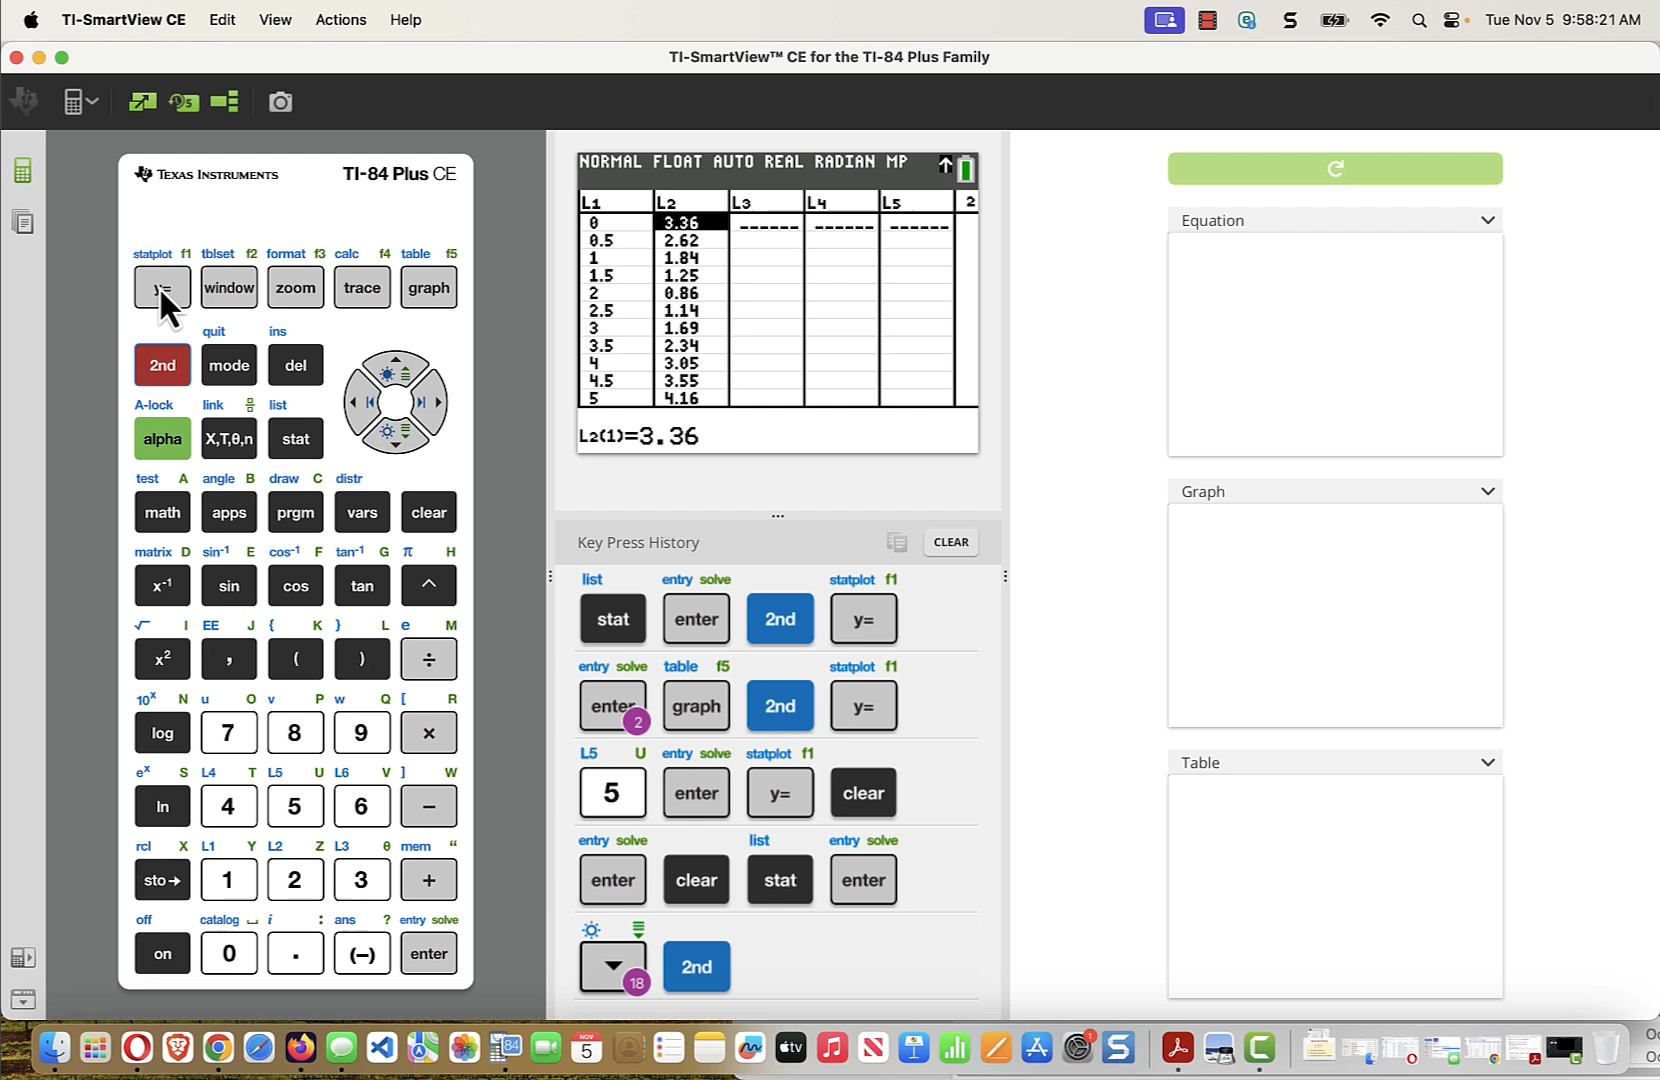 TI-SmartView CE Edit View Actions Help Tue Nov 5 9:58:21 AM
TI-SmartView™ CE for the TI-84 Plus Family
TEXAS INSTRUMENTS TI-84 Plus CE
statplot f1 tblset f2 format f3 calc f4 table f5
y= window zoom trace graph
quit ins
2nd mode del
A-lock link list
alpha X,T,θ,n stat
test A angle B draw C distr
math apps prgm vars clear
matrix D sin⁻¹ E cos⁻¹ F tan⁻¹ G π H
x⁻¹ sin cos tan ^
√ I EE J { K } L e M
x² , ( ) ÷
10ˣ N u O v P w Q [ R
log 7 8 9 ×
eˣ S L4 T L5 U L6 V ] W
ln 4 5 6 −
rcl X L1 Y L2 Z L3 θ mem “
sto→ 1 2 3 +
off catalog ⎵ i : ans ? entry solve
on 0 . (−) enter
NORMAL FLOAT AUTO REAL RADIAN MP
L1 L2 L3 L4 L5 2
0 3.36 ------ ------ ------
0.5 2.62
1 1.84
1.5 1.25
2 0.86
2.5 1.14
3 1.69
3.5 2.34
4 3.05
4.5 3.55
5 4.16
L2(1)=3.36
Key Press History CLEAR
list entry solve statplot f1
stat enter 2nd y=
entry solve table f5 statplot f1
enter 2 graph 2nd y=
L5 U entry solve statplot f1
5 enter y= clear
entry solve list entry solve
enter clear stat enter
18 2nd
Equation
Graph
Table
NOV
5
84
tv
1